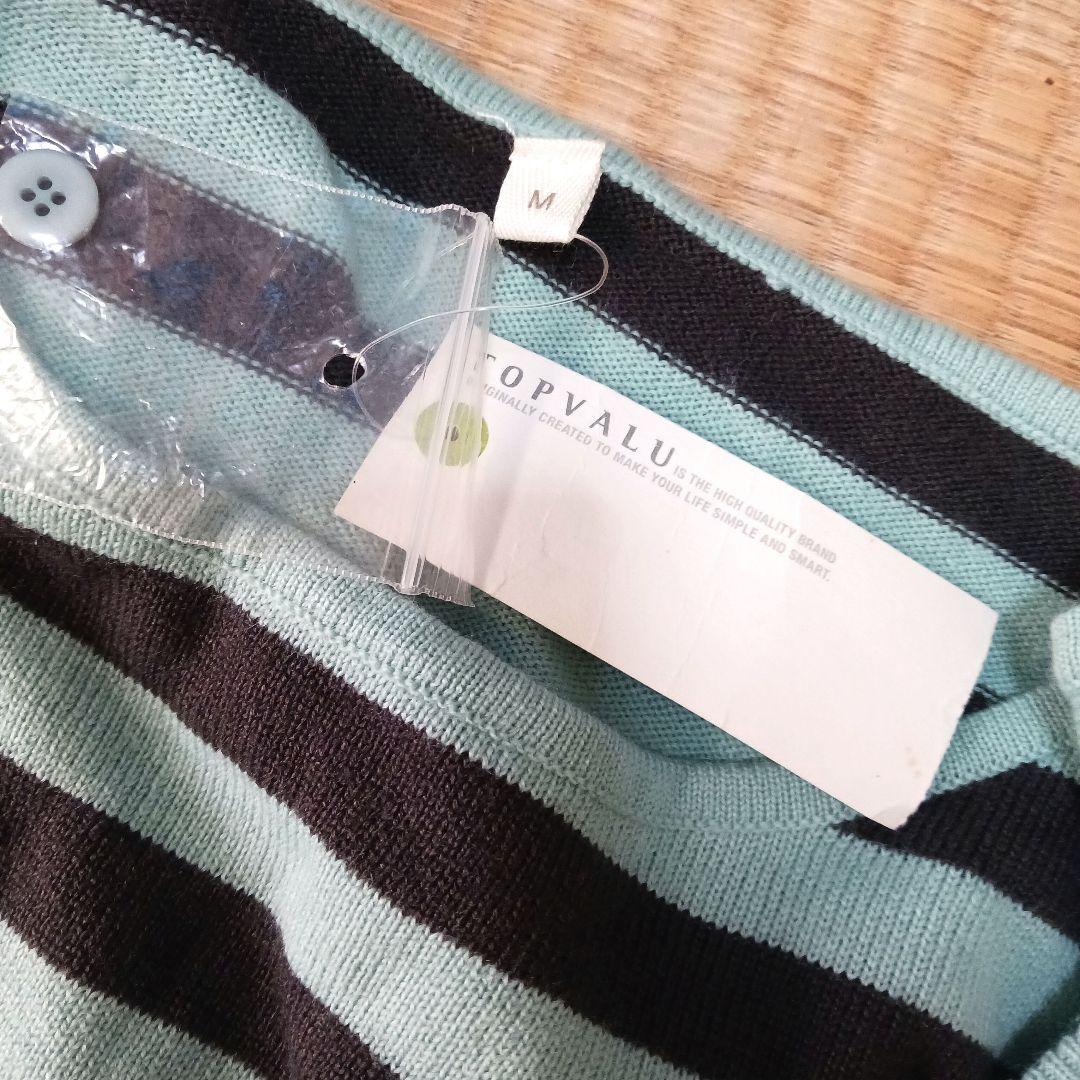 M
TOPVALU
IS THE HIGH QUALITY BRAND
ORIGINALLY CREATED TO MAKE YOUR LIFE SIMPLE AND SMART.